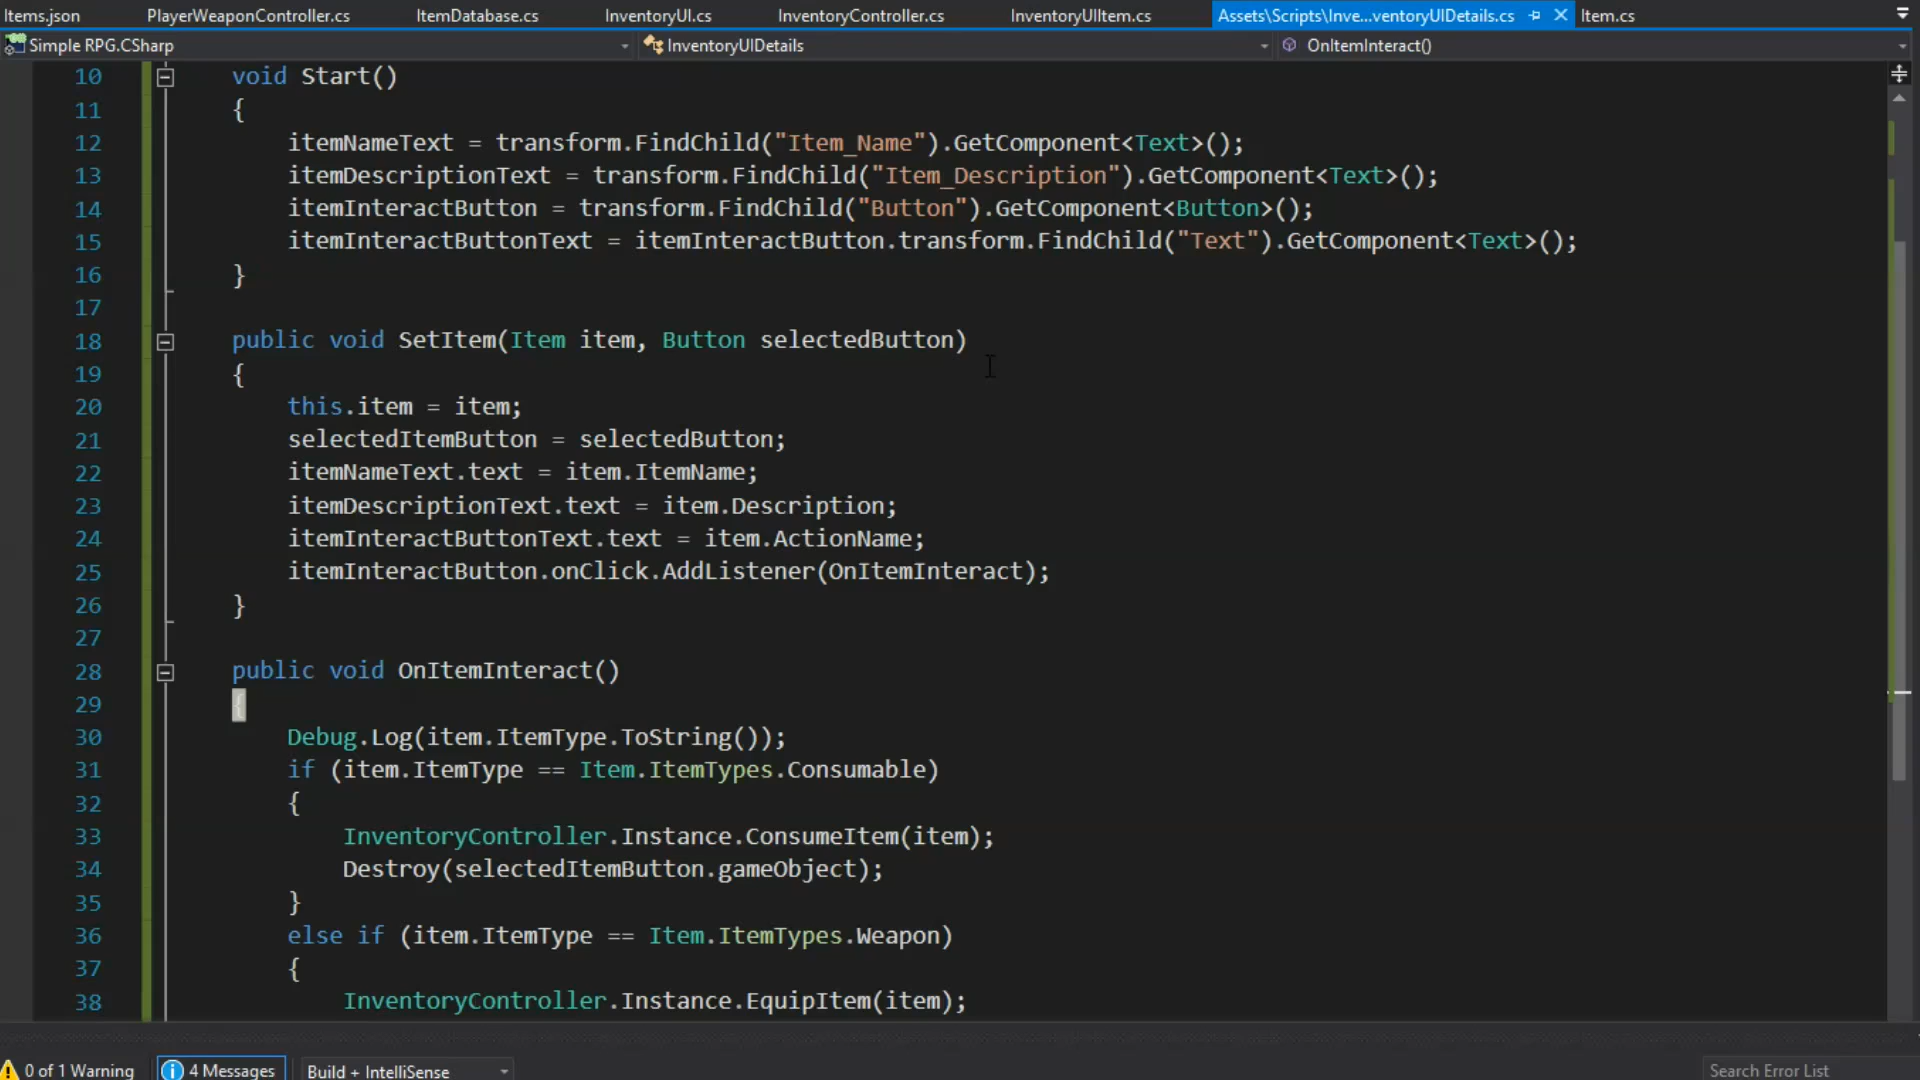 Items.json PlayerWeaponController.cs ItemDatabase.cs InventoryUI.cs InventoryController.cs InventoryUIItem.cs Assets\Scripts\Inve...ventoryUIDetails.cs Item.cs
Simple RPG.CSharp InventoryUIDetails OnItemInteract()
10 void Start()
11 {
12 itemNameText = transform.FindChild("Item_Name").GetComponent<Text>();
13 itemDescriptionText = transform.FindChild("Item_Description").GetComponent<Text>();
14 itemInteractButton = transform.FindChild("Button").GetComponent<Button>();
15 itemInteractButtonText = itemInteractButton.transform.FindChild("Text").GetComponent<Text>();
16 }
17
18 public void SetItem(Item item, Button selectedButton)
19 {
20 this.item = item;
21 selectedItemButton = selectedButton;
22 itemNameText.text = item.ItemName;
23 itemDescriptionText.text = item.Description;
24 itemInteractButtonText.text = item.ActionName;
25 itemInteractButton.onClick.AddListener(OnItemInteract);
26 }
27
28 public void OnItemInteract()
29 {
30 Debug.Log(item.ItemType.ToString());
31 if (item.ItemType == Item.ItemTypes.Consumable)
32 {
33 InventoryController.Instance.ConsumeItem(item);
34 Destroy(selectedItemButton.gameObject);
35 }
36 else if (item.ItemType == Item.ItemTypes.Weapon)
37 {
38 InventoryController.Instance.EquipItem(item);
0 of 1 Warning 4 Messages Build + IntelliSense Search Error List